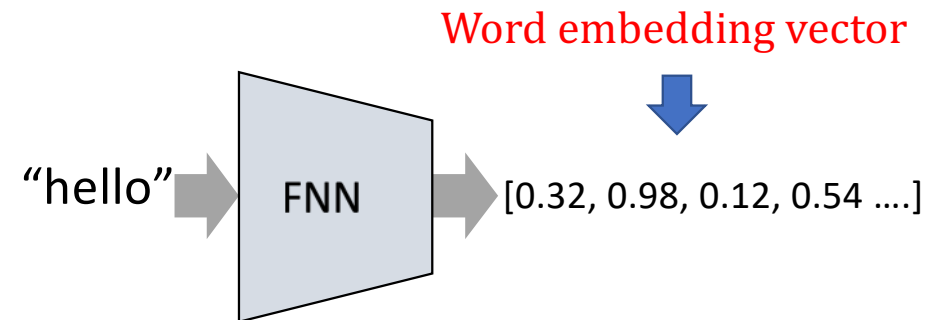 Word embedding vector
“hello”
FNN
[0.32, 0.98, 0.12, 0.54 ....]